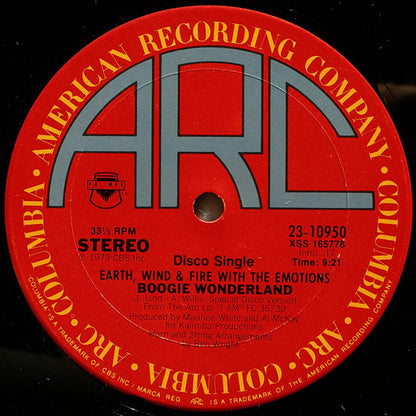 AMERICAN RECORDING COMPANY • COLUMBIA • ARC • COLUMBIA • ARC • COLUMBIA •
ARC
KALIMBA
33⅓ RPM
STEREO
℗ 1979 CBS Inc.
Disco Single
23-10950
XSS 165778
Intro: 17
Time: 9:21
EARTH, WIND & FIRE WITH THE EMOTIONS
BOOGIE WONDERLAND
J. Lind - A. Willis- Special Disco Version
From The Arc Lp. "I AM" FC 35730
Produced by Maurice White and Al McKay
for Kalimba Productions
Horn and String Arrangements
by Ben Wright
"COLUMBIA" IS A TRADEMARK OF CBS INC / MARCA REG. ARC IS A TRADEMARK OF THE AMERICAN RECORDING COMPANY